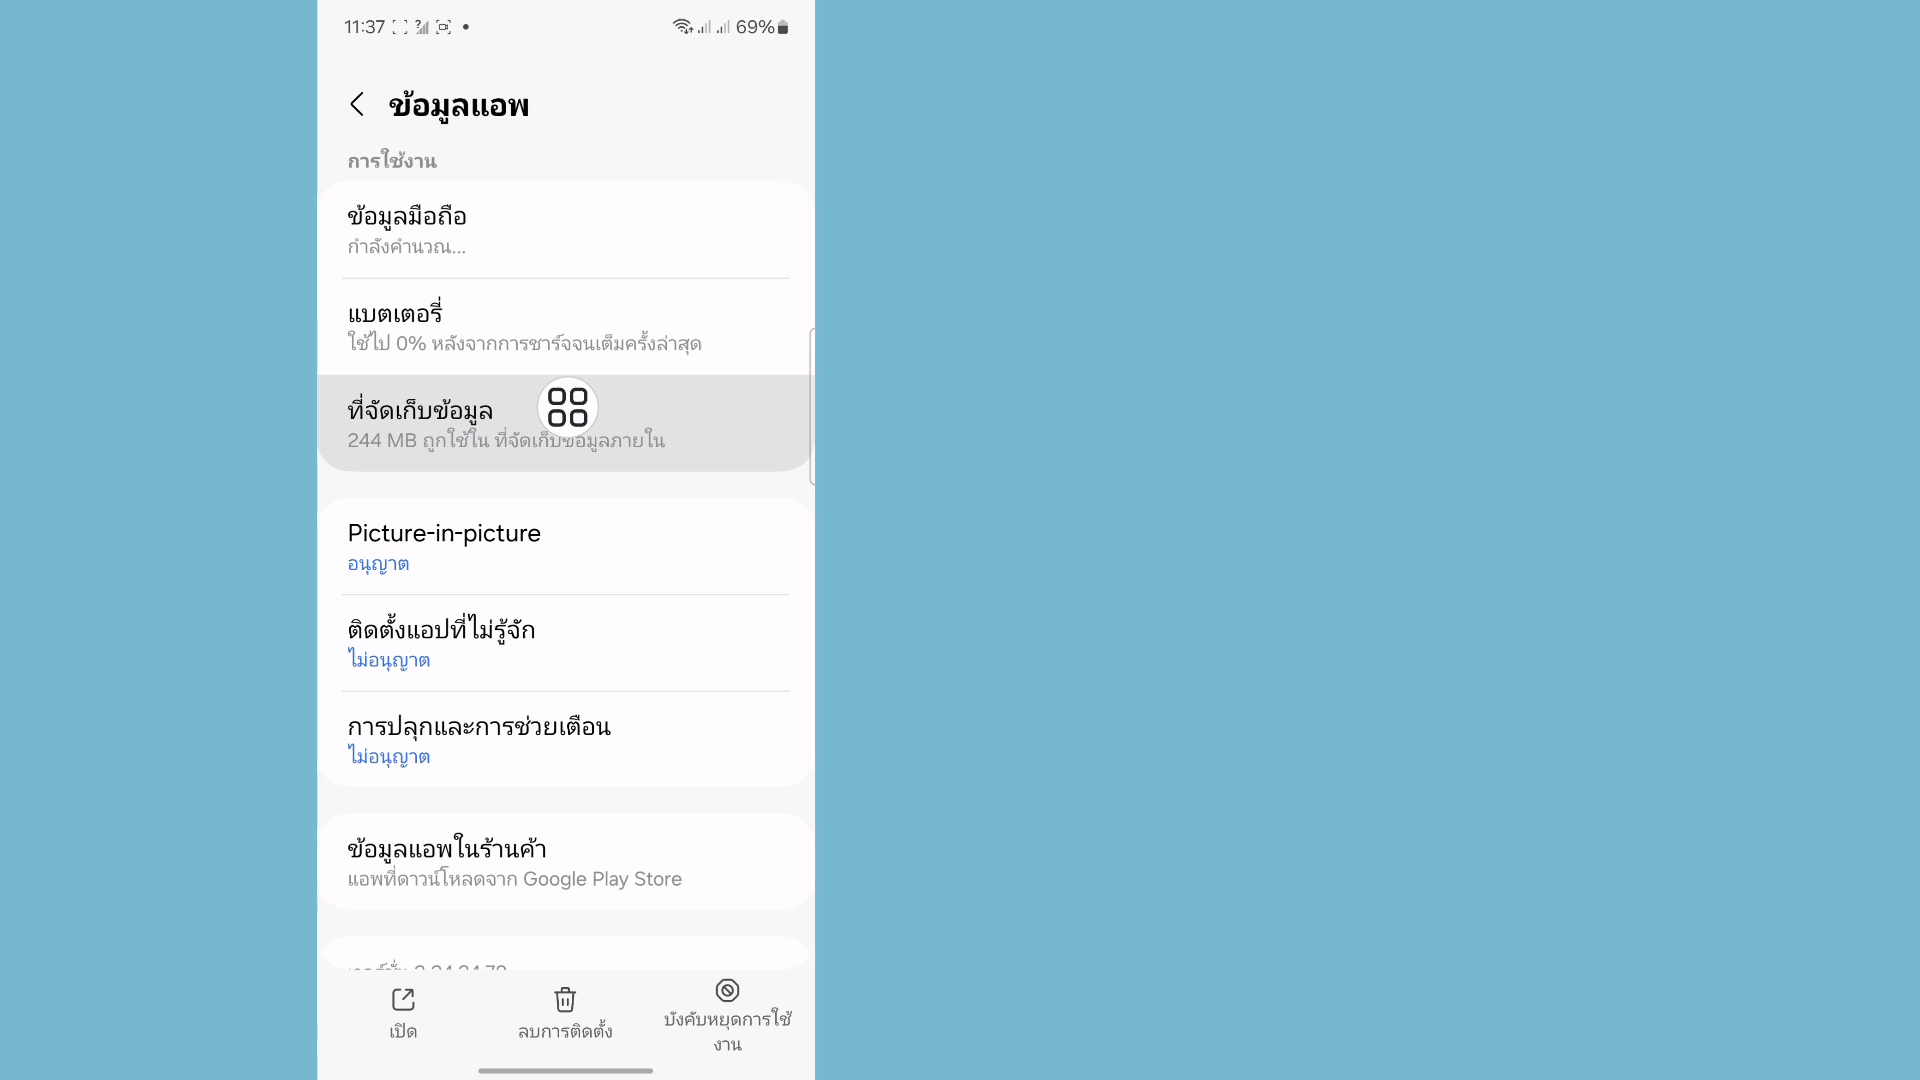 11:37
69%
ข้อมูลแอพ
การใช้งาน
ข้อมูลมือถือ
กำลังคำนวณ...
แบตเตอรี่
ใช้ไป 0% หลังจากการชาร์จจนเต็มครั้งล่าสุด
ที่จัดเก็บข้อมูล
244 MB ถูกใช้ใน ที่จัดเก็บข้อมูลภายใน
Picture-in-picture
อนุญาต
ติดตั้งแอปที่ไม่รู้จัก
ไม่อนุญาต
การปลุกและการช่วยเตือน
ไม่อนุญาต
ข้อมูลแอพในร้านค้า
แอพที่ดาวน์โหลดจาก Google Play Store
เปิด
ลบการติดตั้ง
บังคับหยุดการใช้
งาน